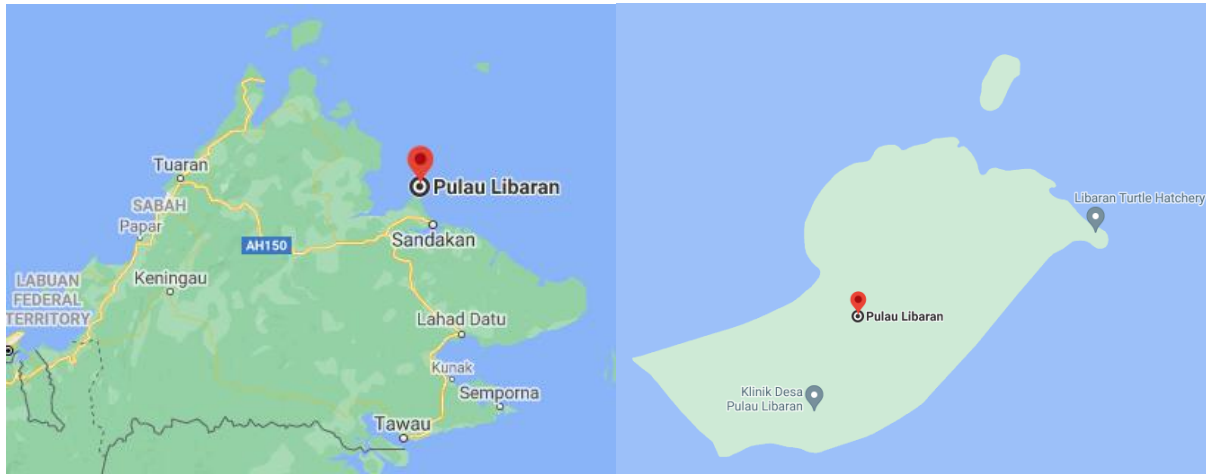 Tuaran
Pulau Libaran
SABAH
Papar
Sandakan
AH150
Keningau
LABUAN
FEDERAL
TERRITORY
Lahad Datu
Kunak
Semporna
Tawau
Libaran Turtle Hatchery
Pulau Libaran
Klinik Desa
Pulau Libaran